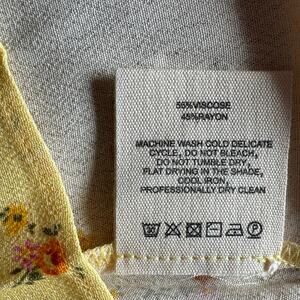 55%VISCOSE
45%RAYON
MACHINE WASH COLD DELICATE
CYCLE, DO NOT BLEACH,
DO NOT TUMBLE DRY,
FLAT DRYING IN THE SHADE,
COOL IRON,
PROFESSIONALLY DRY CLEAN